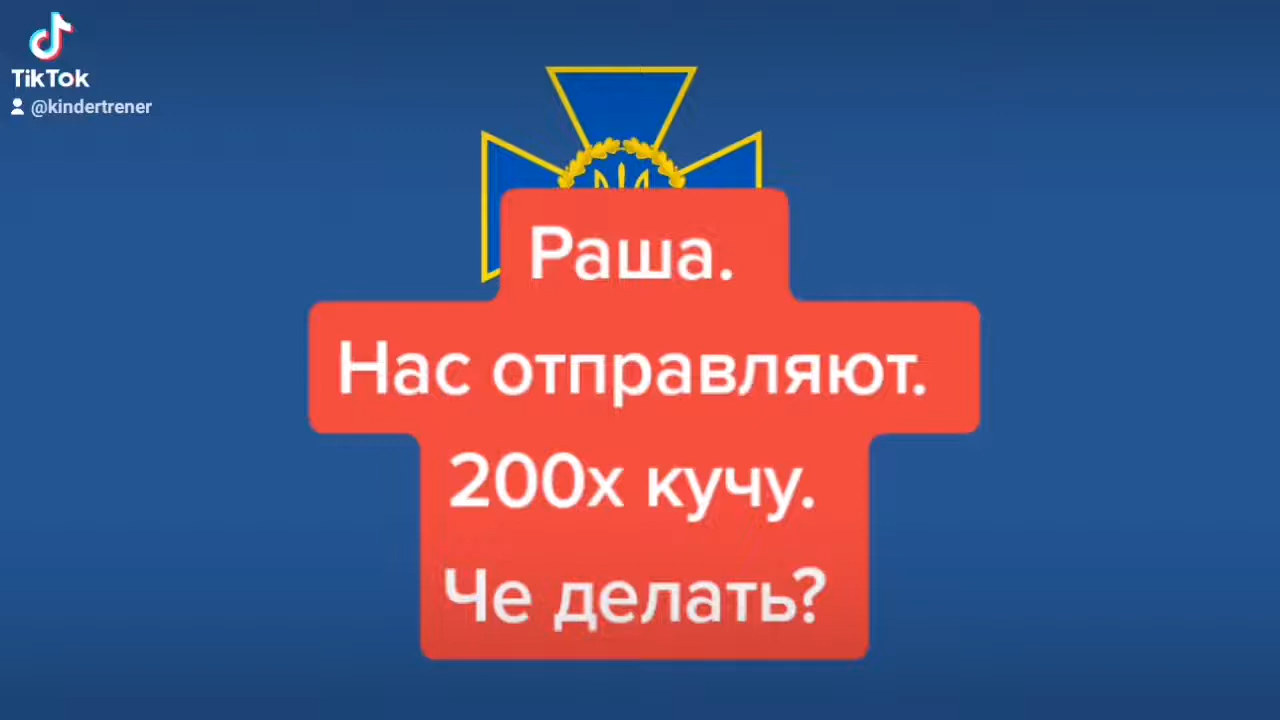 TikTok
@kindertrener
Раша.
Нас отправляют.
200х кучу.
Че делать?